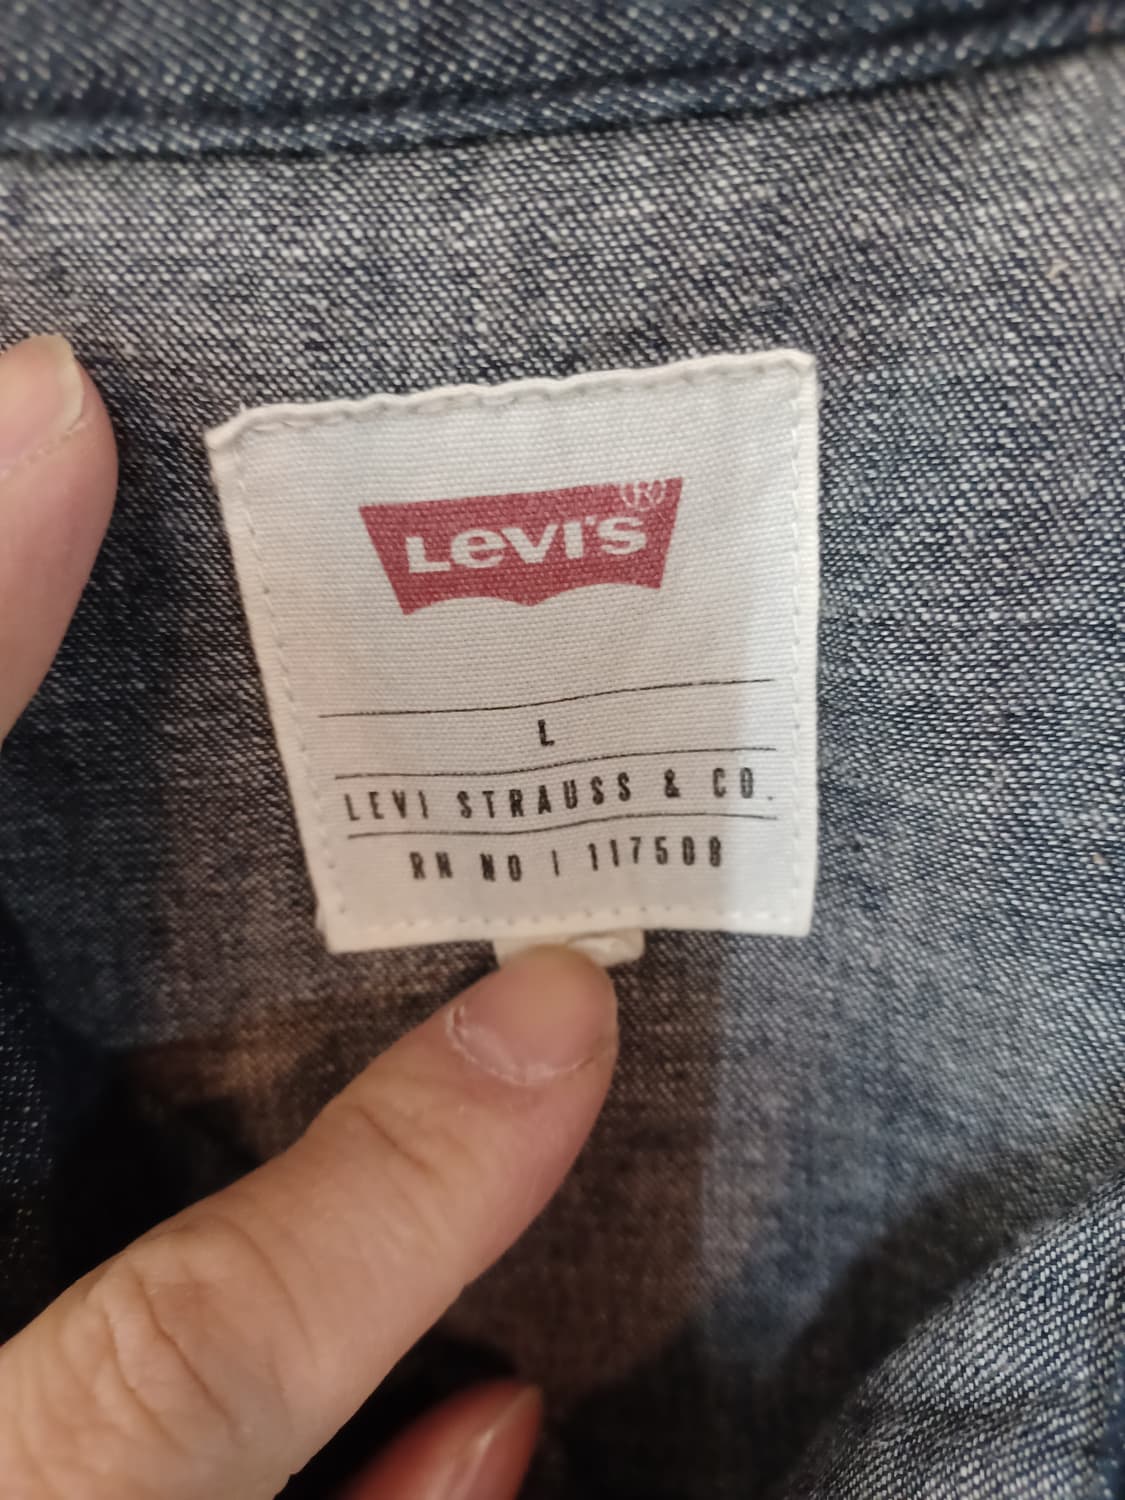 Levi's®
L
LEVI STRAUSS & CO.
RN NO | 117508